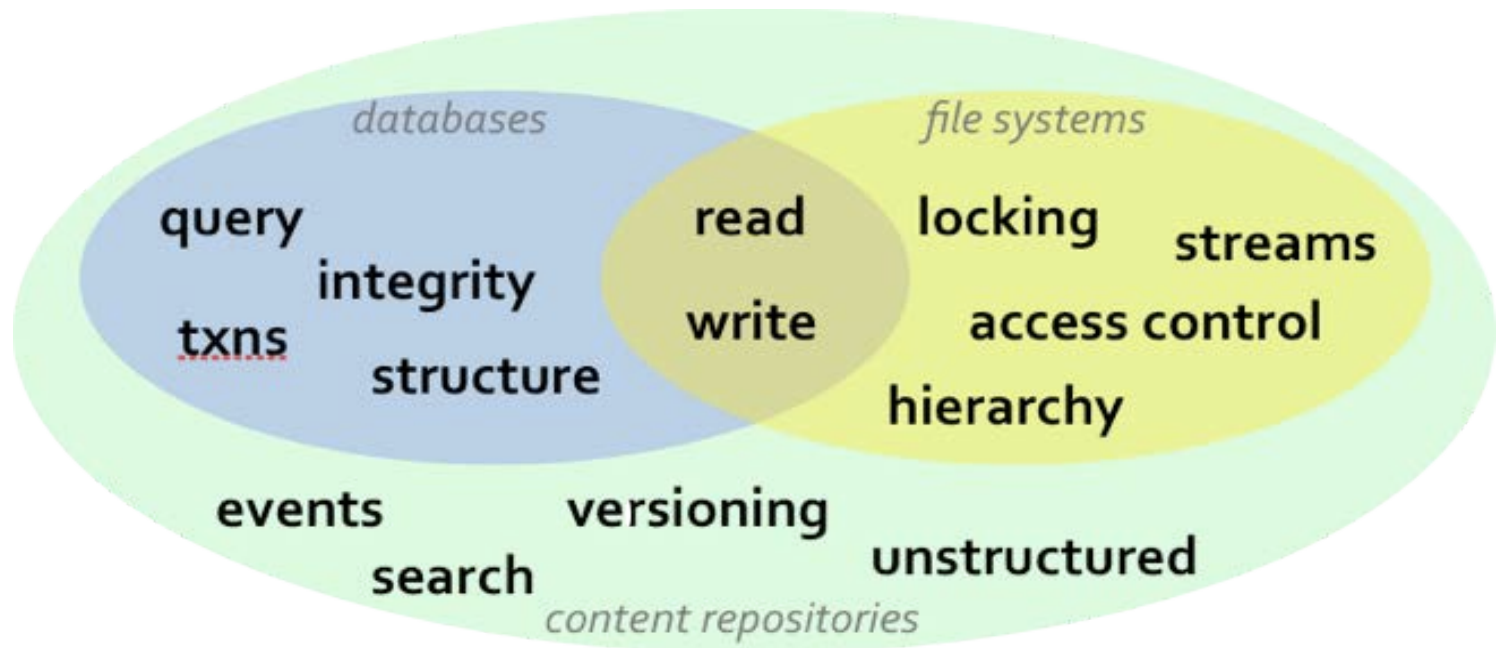 databases
file systems
query
read
locking
streams
integrity
txns
write
access control
structure
hierarchy
events
versioning
unstructured
search
content repositories